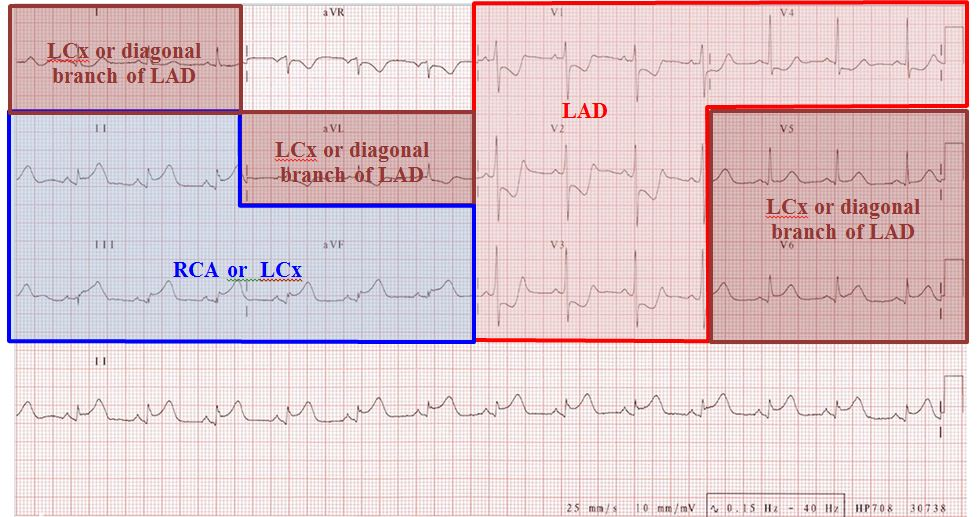 I
aVR
V1
V4
LCx or diagonal
branch of LAD
LAD
II
aVL
V2
V5
LCx or diagonal
branch of LAD
LCx or diagonal
branch of LAD
III
aVF
V3
V6
RCA or LCx
II
25 mm/s 10 mm/mV ∿ 0.15 Hz - 40 Hz HP708 30738